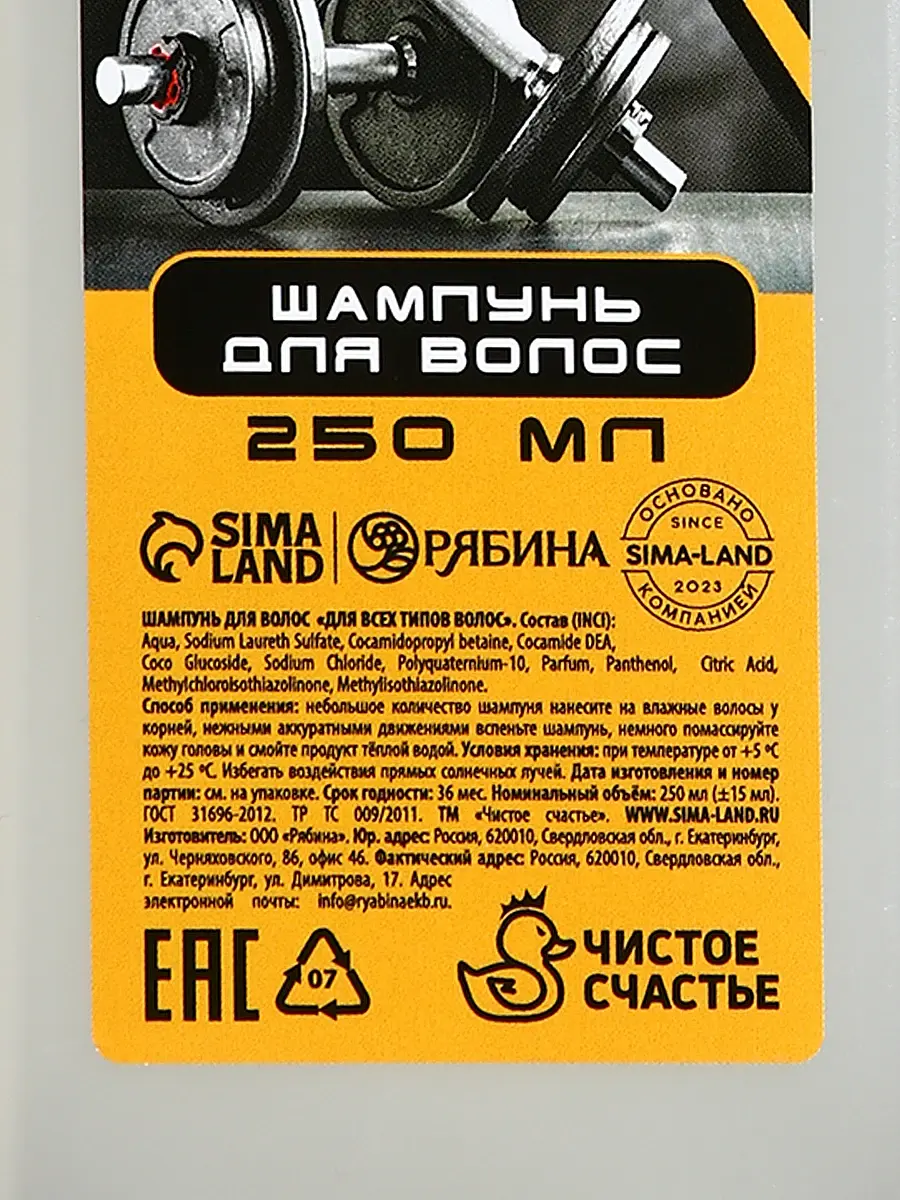 ШАМПУНЬ
ДЛЯ ВОЛОС
250 МЛ
SIMA
LAND
РЯБИНА
ОСНОВАНО
SINCE
SIMA-LAND
2023
КОМПАНИЕЙ
ШАМПУНЬ ДЛЯ ВОЛОС «ДЛЯ ВСЕХ ТИПОВ ВОЛОС». Состав (INCI):
Aqua, Sodium Laureth Sulfate, Cocamidopropyl betaine, Cocamide DEA,
Coco Glucoside, Sodium Chloride, Polyquaternium-10, Parfum, Panthenol, Citric Acid,
Methylchloroisothiazolinone, Methylisothiazolinone.
Способ применения: небольшое количество шампуня нанесите на влажные волосы у
корней, нежными аккуратными движениями вспеньте шампунь, немного помассируйте
кожу головы и смойте продукт тёплой водой. Условия хранения: при температуре от +5 ºС
до +25 ºС. Избегать воздействия прямых солнечных лучей. Дата изготовления и номер
партии: см. на упаковке. Срок годности: 36 мес. Номинальный объём: 250 мл (±15 мл).
ГОСТ 31696-2012. ТР ТС 009/2011. ТМ «Чистое счастье». WWW.SIMA-LAND.RU
Изготовитель: ООО «Рябина». Юр. адрес: Россия, 620010, Свердловская обл., г. Екатеринбург,
ул. Черняховского, 86, офис 46. Фактический адрес: Россия, 620010, Свердловская обл.,
г. Екатеринбург, ул. Димитрова, 17. Адрес
электронной почты: info@ryabinaekb.ru.
ЕАС
07
ЧИСТОЕ
СЧАСТЬЕ